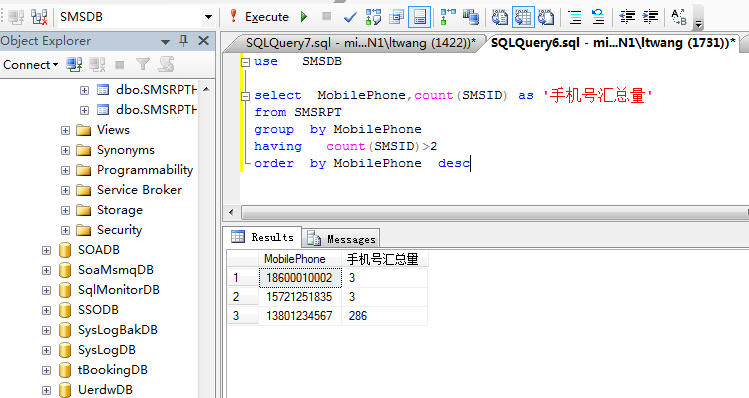 SMSDB
Execute
Object Explorer
SQLQuery7.sql - mi...N1\ltwang (1422))*
SQLQuery6.sql - mi...N1\ltwang (1731))*
Connect
dbo.SMSRPTH
dbo.SMSRPTH
Views
Synonyms
Programmability
Service Broker
Storage
Security
SOADB
SoaMsmqDB
SqlMonitorDB
SSODB
SysLogBakDB
SysLogDB
tBookingDB
UerdwDB
use SMSDB
select MobilePhone,count(SMSID) as '手机号汇总量'
from SMSRPT
group by MobilePhone
having count(SMSID)>2
order by MobilePhone desc
Results
Messages
MobilePhone 手机号汇总量
1 18600010002 3
2 15721251835 3
3 13801234567 286